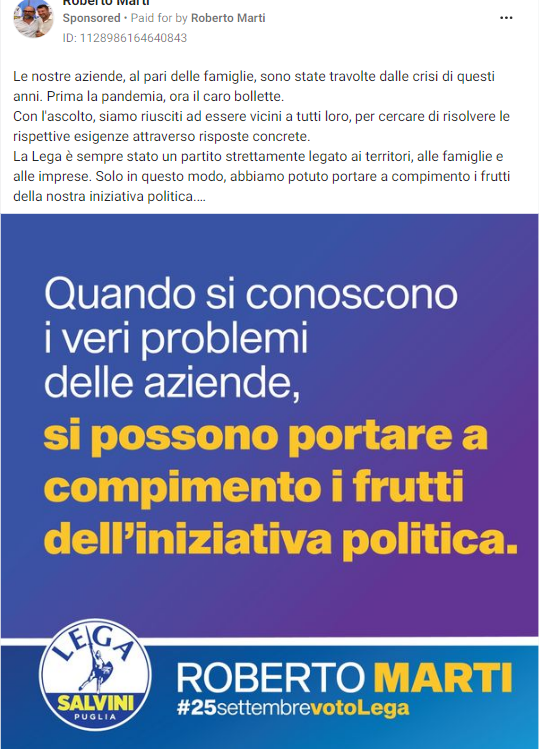 Roberto Marti
Sponsored • Paid for by Roberto Marti
ID: 1128986164640843
Le nostre aziende, al pari delle famiglie, sono state travolte dalle crisi di questi
anni. Prima la pandemia, ora il caro bollette.
Con l'ascolto, siamo riusciti ad essere vicini a tutti loro, per cercare di risolvere le
rispettive esigenze attraverso risposte concrete.
La Lega è sempre stato un partito strettamente legato ai territori, alle famiglie e
alle imprese. Solo in questo modo, abbiamo potuto portare a compimento i frutti
della nostra iniziativa politica....
Quando si conoscono
i veri problemi
delle aziende,
si possono portare a
compimento i frutti
dell'iniziativa politica.
LEGA
SALVINI
PUGLIA
ROBERTO MARTI
#25settembrevotoLega